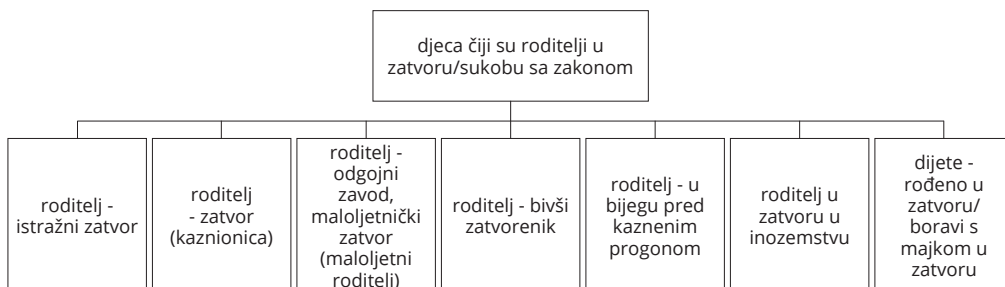 djeca čiji su roditelji u
zatvoru/sukobu sa zakonom
roditelj -
istražni zatvor
roditelj
- zatvor
(kaznionica)
roditelj -
odgojni
zavod,
maloljetnički
zatvor
(maloljetni
roditelj)
roditelj - bivši
zatvorenik
roditelj - u
bijegu pred
kaznenim
progonom
roditelj u
zatvoru u
inozemstvu
dijete -
rođeno u
zatvoru/
boravi s
majkom u
zatvoru